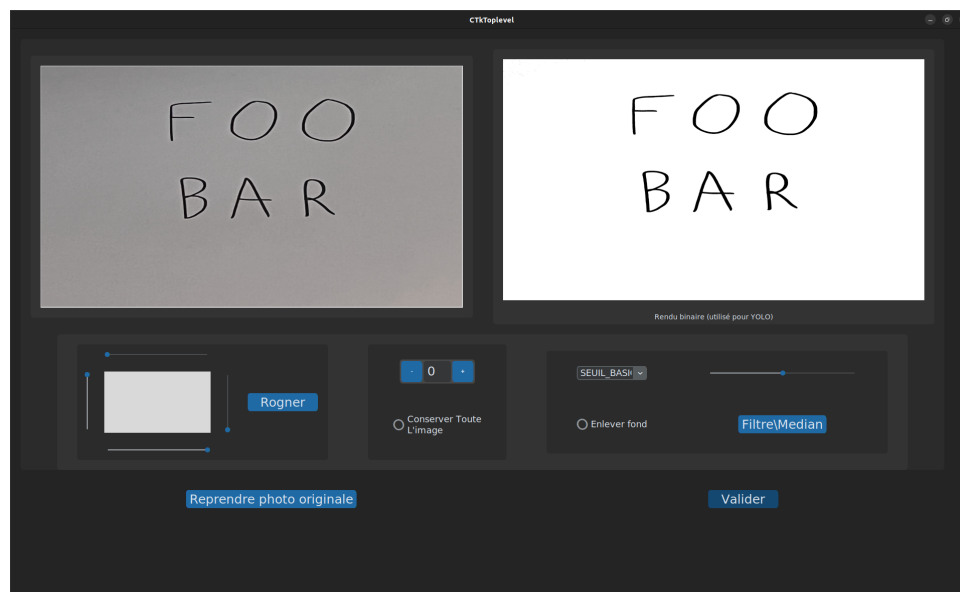 CTkToplevel
FOO
BAR
FOO
BAR
Rendu binaire (utilisé pour YOLO)
Rogner
- 0 +
Conserver Toute
L'image
SEUIL_BASI
Enlever fond
Filtre\Median
Reprendre photo originale
Valider